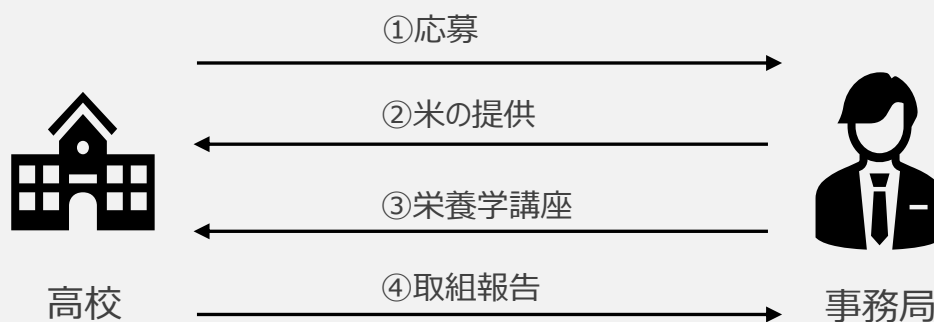 ①応募
②米の提供
③栄養学講座
④取組報告
高校
事務局